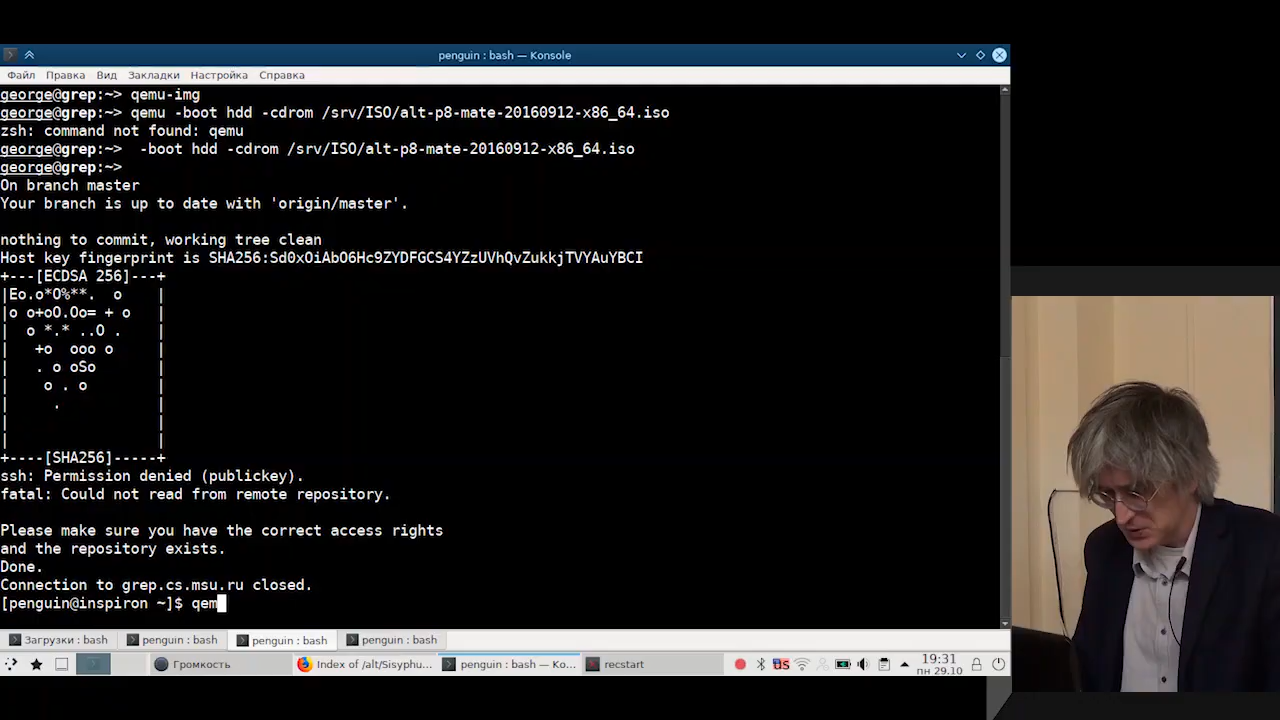 penguin : bash — Konsole
Файл Правка Вид Закладки Настройка Справка
george@grep:~> qemu-img
george@grep:~> qemu -boot hdd -cdrom /srv/ISO/alt-p8-mate-20160912-x86_64.iso
zsh: command not found: qemu
george@grep:~>  -boot hdd -cdrom /srv/ISO/alt-p8-mate-20160912-x86_64.iso
george@grep:~>
On branch master
Your branch is up to date with 'origin/master'.
nothing to commit, working tree clean
Host key fingerprint is SHA256:Sd0xOiAbO6Hc9ZYDFGCS4YZzUVhQvZukkjTVYAuYBCI
+---[ECDSA 256]---+
|Eo.o*O%**.  o    |
|o o+oO.Oo= + o   |
|  o *.* ..O .    |
|   +o  ooo o     |
|   . o oSo       |
|    o . o        |
|     .           |
|                 |
|                 |
+----[SHA256]-----+
ssh: Permission denied (publickey).
fatal: Could not read from remote repository.
Please make sure you have the correct access rights
and the repository exists.
Done.
Connection to grep.cs.msu.ru closed.
[penguin@inspiron ~]$ qem
Загрузки : bash penguin : bash penguin : bash penguin : bash
Громкость Index of /alt/Sisyphu... penguin : bash — Ko... recstart US 19:31
пн 29.10